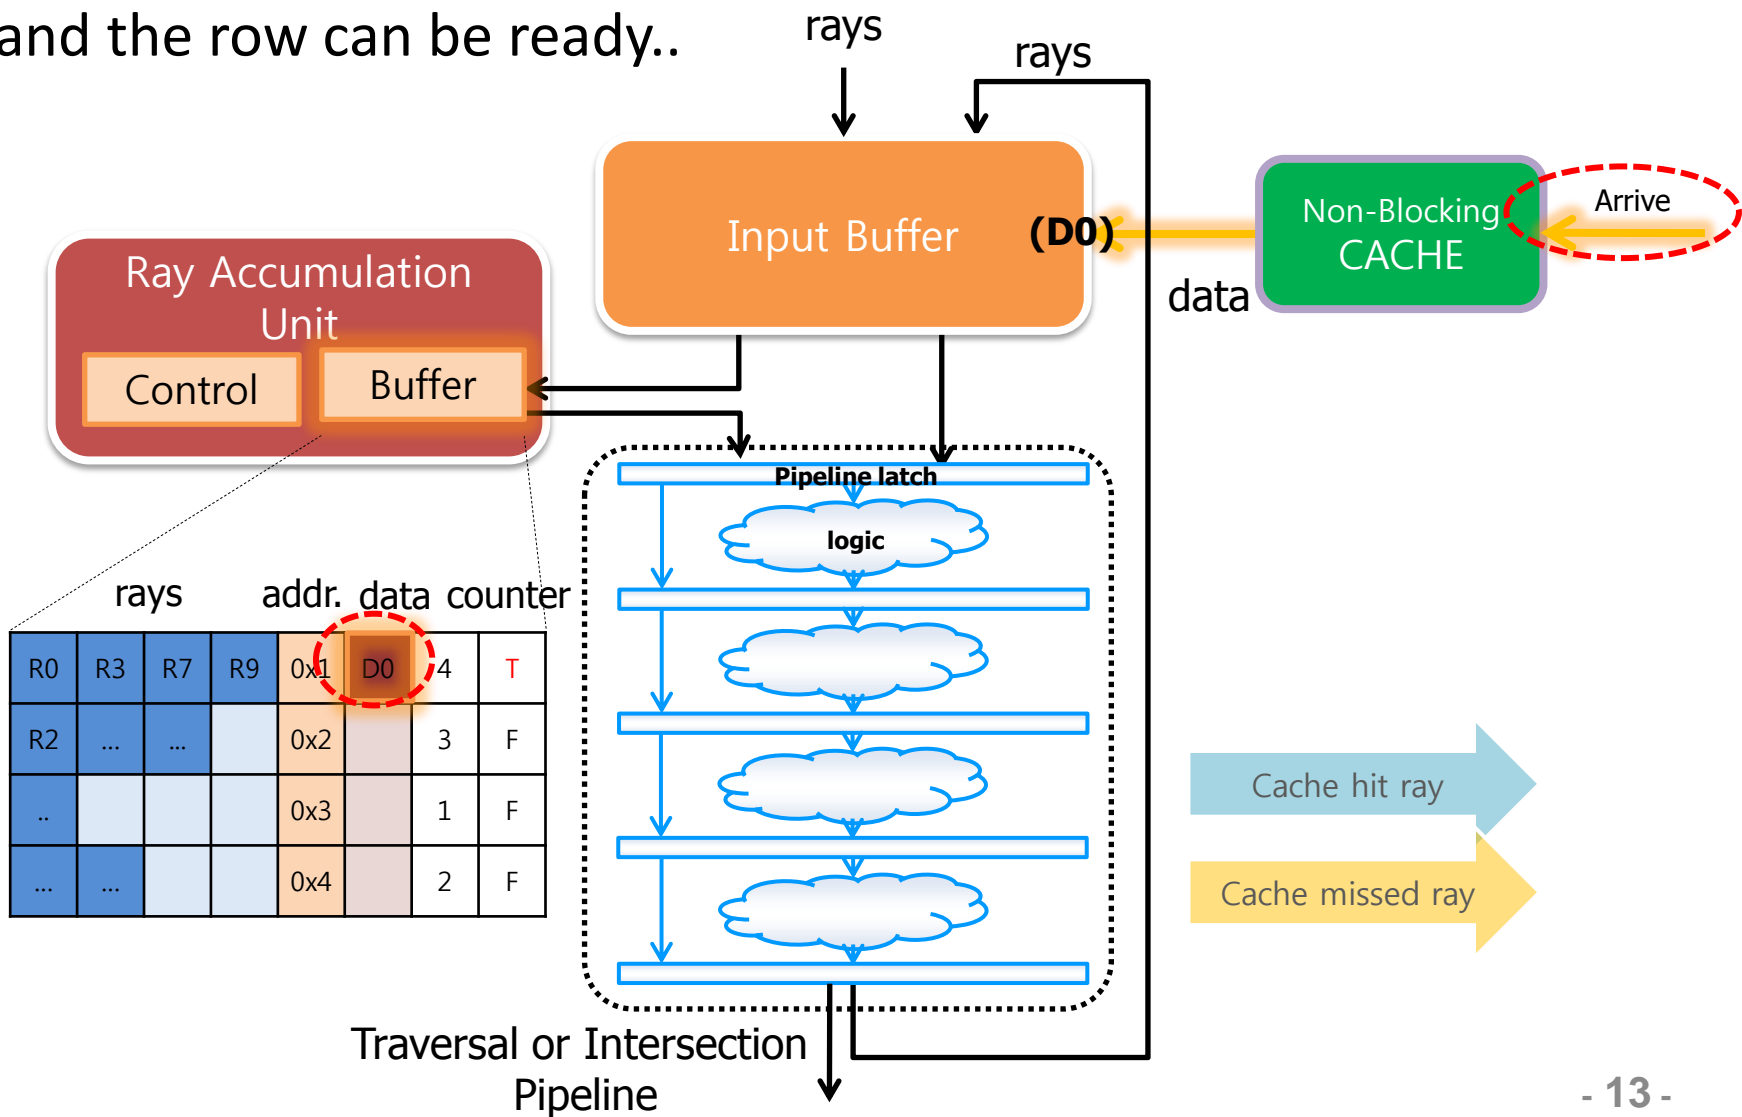 and the row can be ready..
rays
rays
Input Buffer
(D0)
Non-Blocking
CACHE
Arrive
data
Ray Accumulation
Unit
Control
Buffer
Pipeline latch
logic
rays addr. data counter
R0 R3 R7 R9 0x1 D0 4 T
R2 ... ... 0x2 3 F
.. 0x3 1 F
... ... 0x4 2 F
Cache hit ray
Cache missed ray
Traversal or Intersection
Pipeline
- 13 -